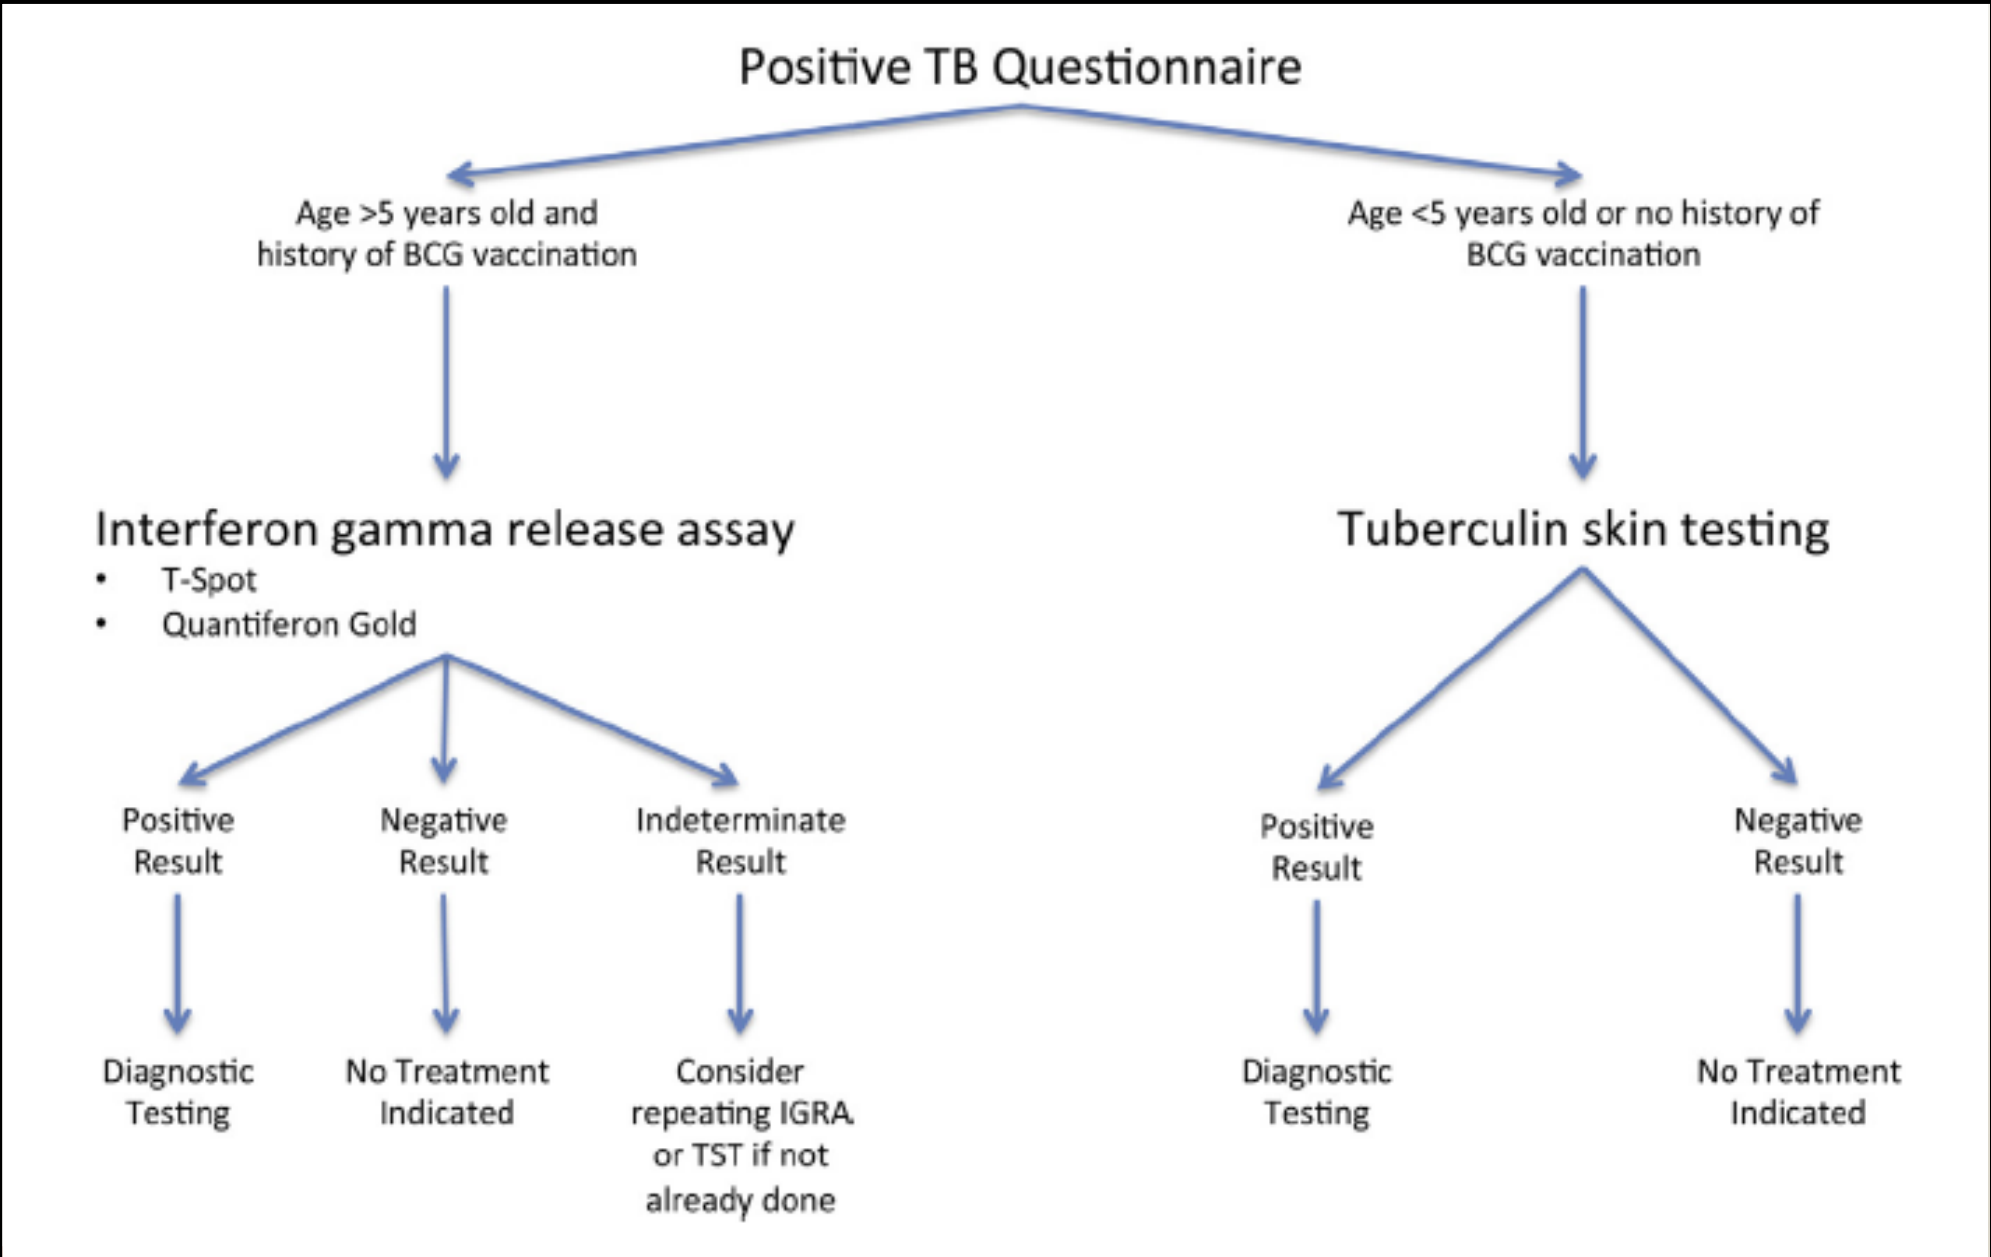 Positive TB Questionnaire
Age >5 years old and
history of BCG vaccination
Age <5 years old or no history of
BCG vaccination
Interferon gamma release assay
• T-Spot
• Quantiferon Gold
Tuberculin skin testing
Positive
Result
Negative
Result
Indeterminate
Result
Positive
Result
Negative
Result
Diagnostic
Testing
No Treatment
Indicated
Consider
repeating IGRA
or TST if not
already done
Diagnostic
Testing
No Treatment
Indicated